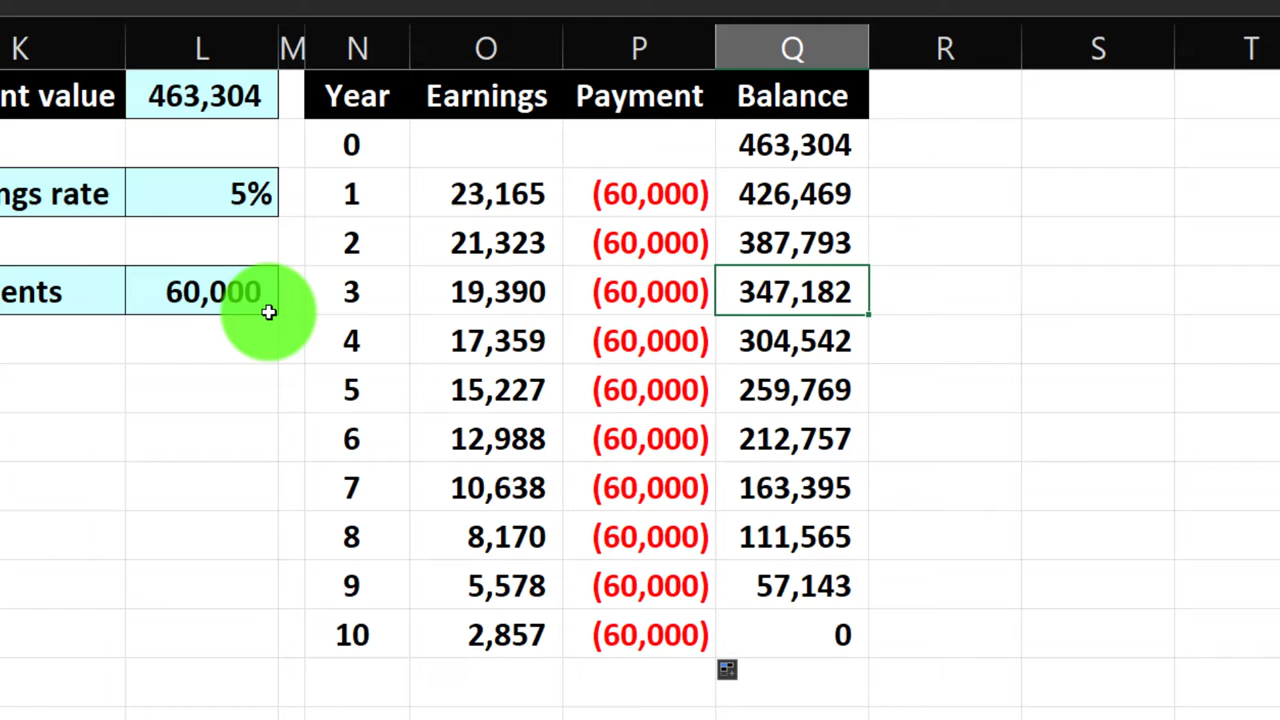 K L M N O P Q R S T
nt value 463,304 Year Earnings Payment Balance
0 463,304
ngs rate 5% 1 23,165 (60,000) 426,469
2 21,323 (60,000) 387,793
ents 60,000 3 19,390 (60,000) 347,182
4 17,359 (60,000) 304,542
5 15,227 (60,000) 259,769
6 12,988 (60,000) 212,757
7 10,638 (60,000) 163,395
8 8,170 (60,000) 111,565
9 5,578 (60,000) 57,143
10 2,857 (60,000) 0